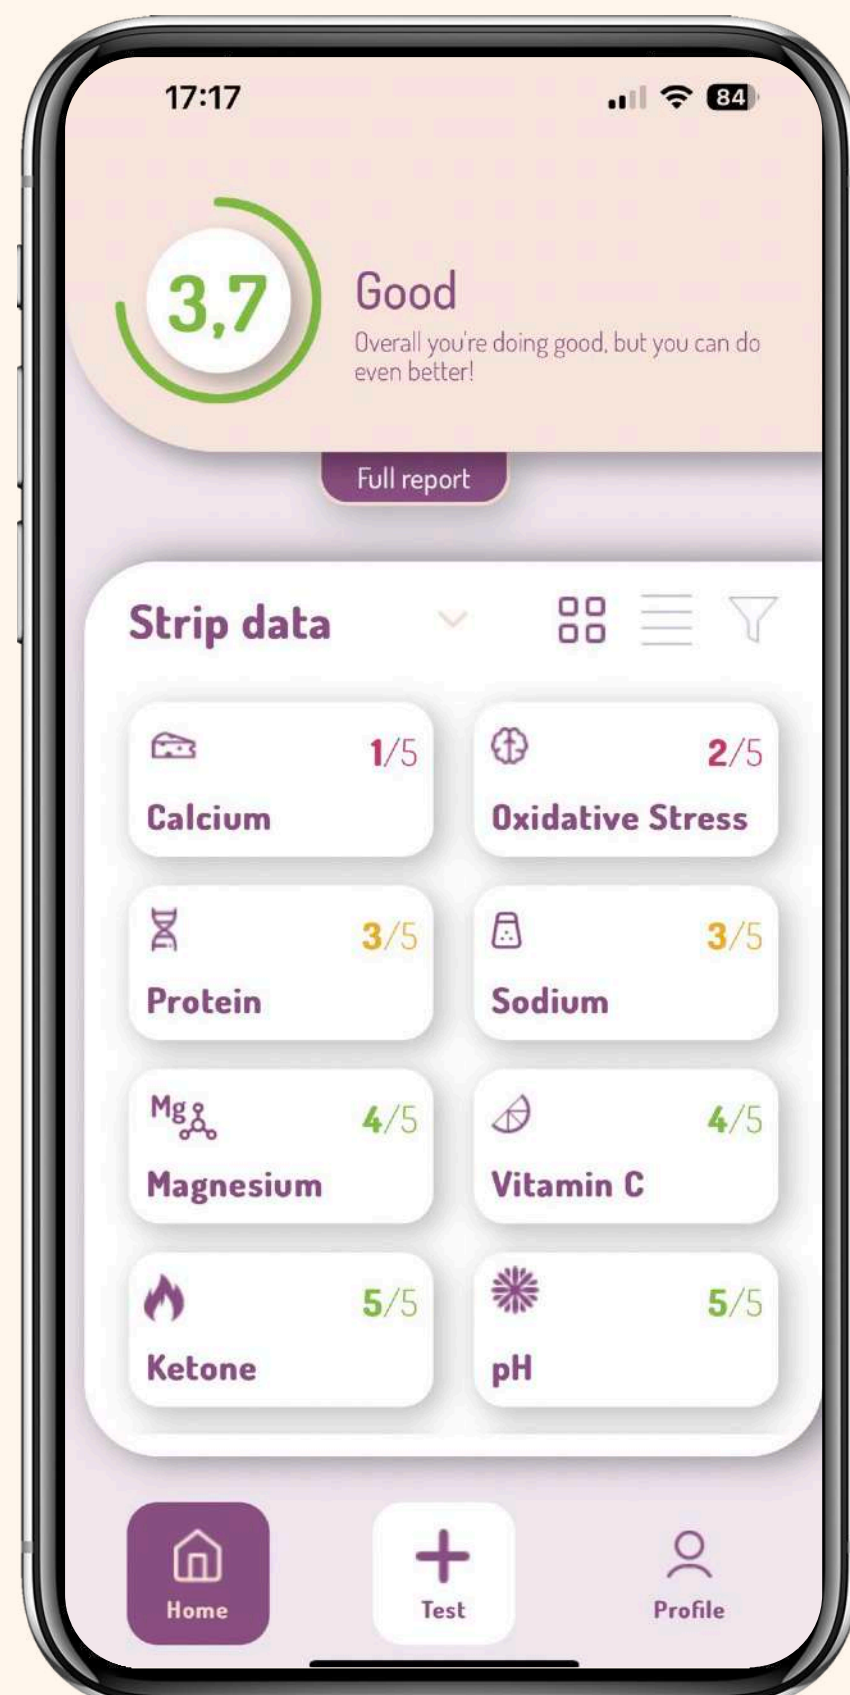 17:17
84
3,7
Good
Overall you're doing good, but you can do
even better!
Full report
Strip data
1/5
Calcium
2/5
Oxidative Stress
3/5
Protein
3/5
Sodium
Mg
4/5
Magnesium
4/5
Vitamin C
5/5
Ketone
5/5
pH
Home
Test
Profile